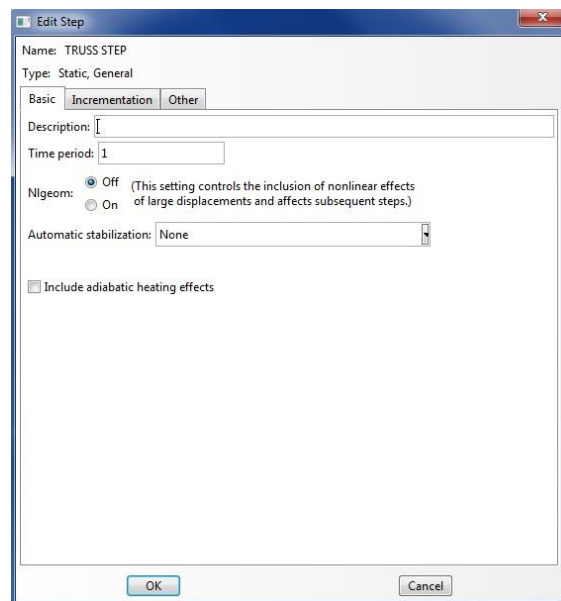 Edit Step
Name: TRUSS STEP
Type: Static, General
Basic Incrementation Other
Description:
Time period: 1
Nlgeom: Off (This setting controls the inclusion of nonlinear effects
On of large displacements and affects subsequent steps.)
Automatic stabilization: None
Include adiabatic heating effects
OK Cancel